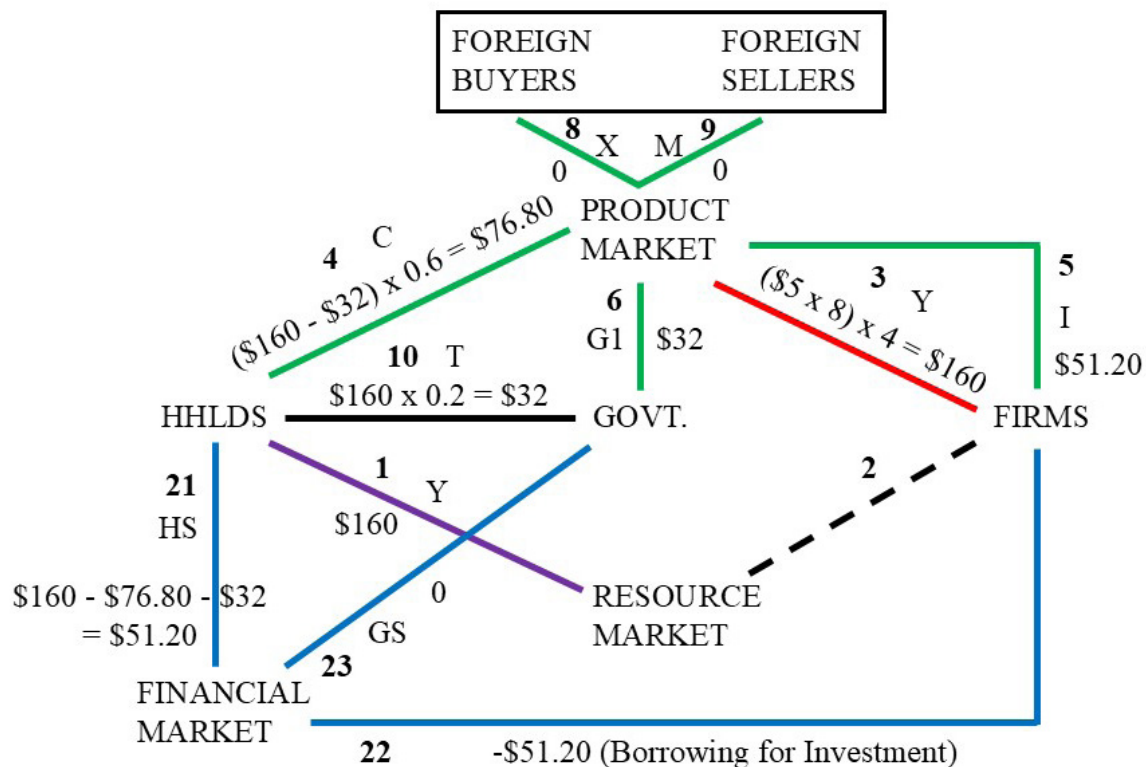 FOREIGN BUYERS
FOREIGN SELLERS
8 X M 9
0 0
PRODUCT MARKET
4 C
($160 - $32) x 0.6 = $76.80
6
G1 $32
3 Y
($5 x 8) x 4 = $160
5
I
$51.20
10 T
$160 x 0.2 = $32
HHLDS
GOVT.
FIRMS
21
HS
1 Y
$160
2
$160 - $76.80 - $32
= $51.20
0
GS
23
RESOURCE MARKET
FINANCIAL MARKET
22 -$51.20 (Borrowing for Investment)